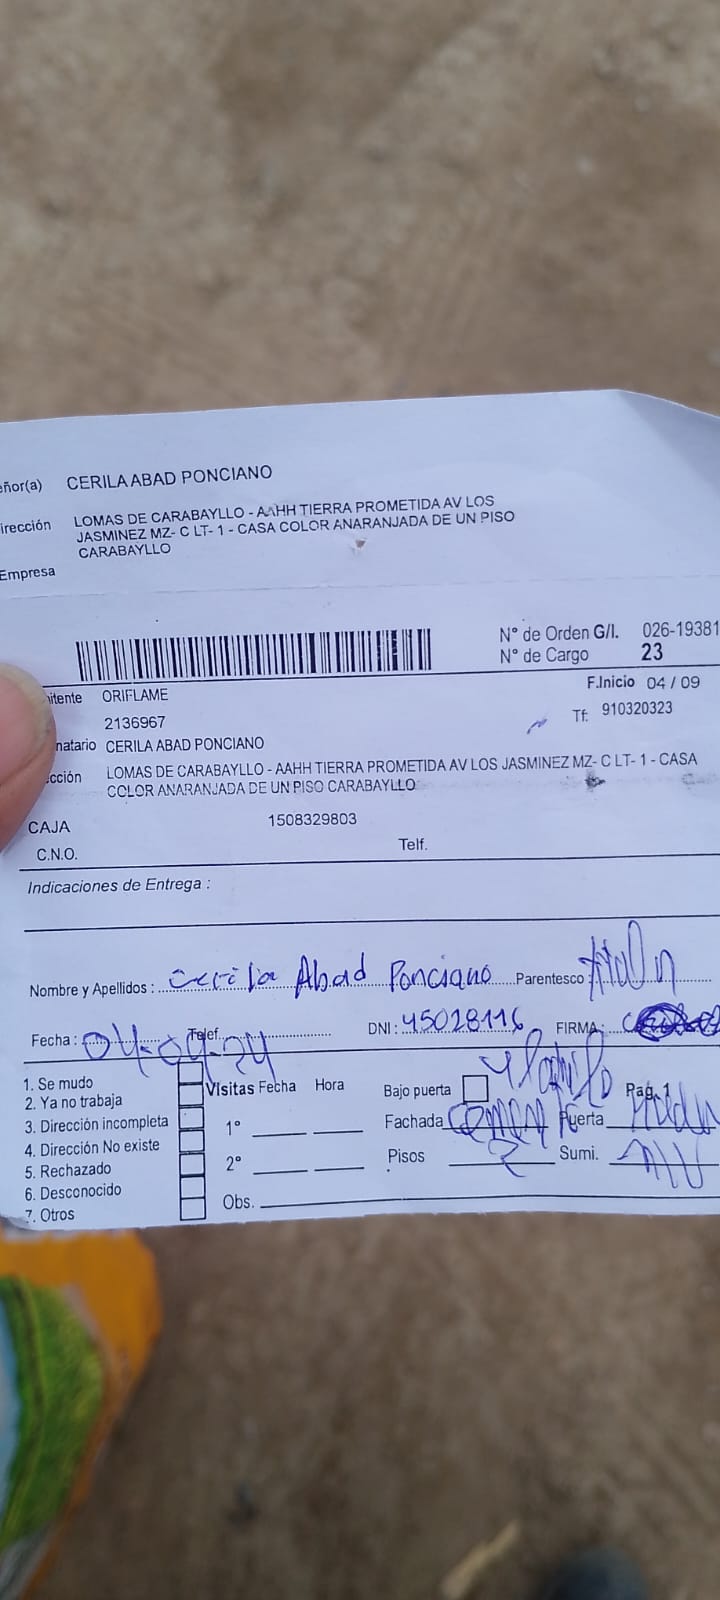 eñor(a) CERILA ABAD PONCIANO
irección LOMAS DE CARABAYLLO - AAHH TIERRA PROMETIDA AV LOS
JASMINEZ MZ- C LT- 1 - CASA COLOR ANARANJADA DE UN PISO
CARABAYLLO
Empresa
N° de Orden G/I. 026-19381
N° de Cargo 23
F.Inicio 04 / 09
itente ORIFLAME
2136967
Tf: 910320323
natario CERILA ABAD PONCIANO
cción LOMAS DE CARABAYLLO - AAHH TIERRA PROMETIDA AV LOS JASMINEZ MZ- C LT- 1 - CASA
COLOR ANARANJADA DE UN PISO CARABAYLLO
CAJA 1508329803
C.N.O. Telf.
Indicaciones de Entrega :
Nombre y Apellidos : Cerila Abad Ponciano Parentesco :
Fecha : 04-09-24 Telef. DNI : 45028116 FIRMA :
1. Se mudo
2. Ya no trabaja
3. Dirección incompleta
4. Dirección No existe
5. Rechazado
6. Desconocido
7. Otros
Visitas Fecha Hora
1°
2°
Obs.
Bajo puerta Pag. 1
Fachada Puerta
Pisos 2 Sumi.